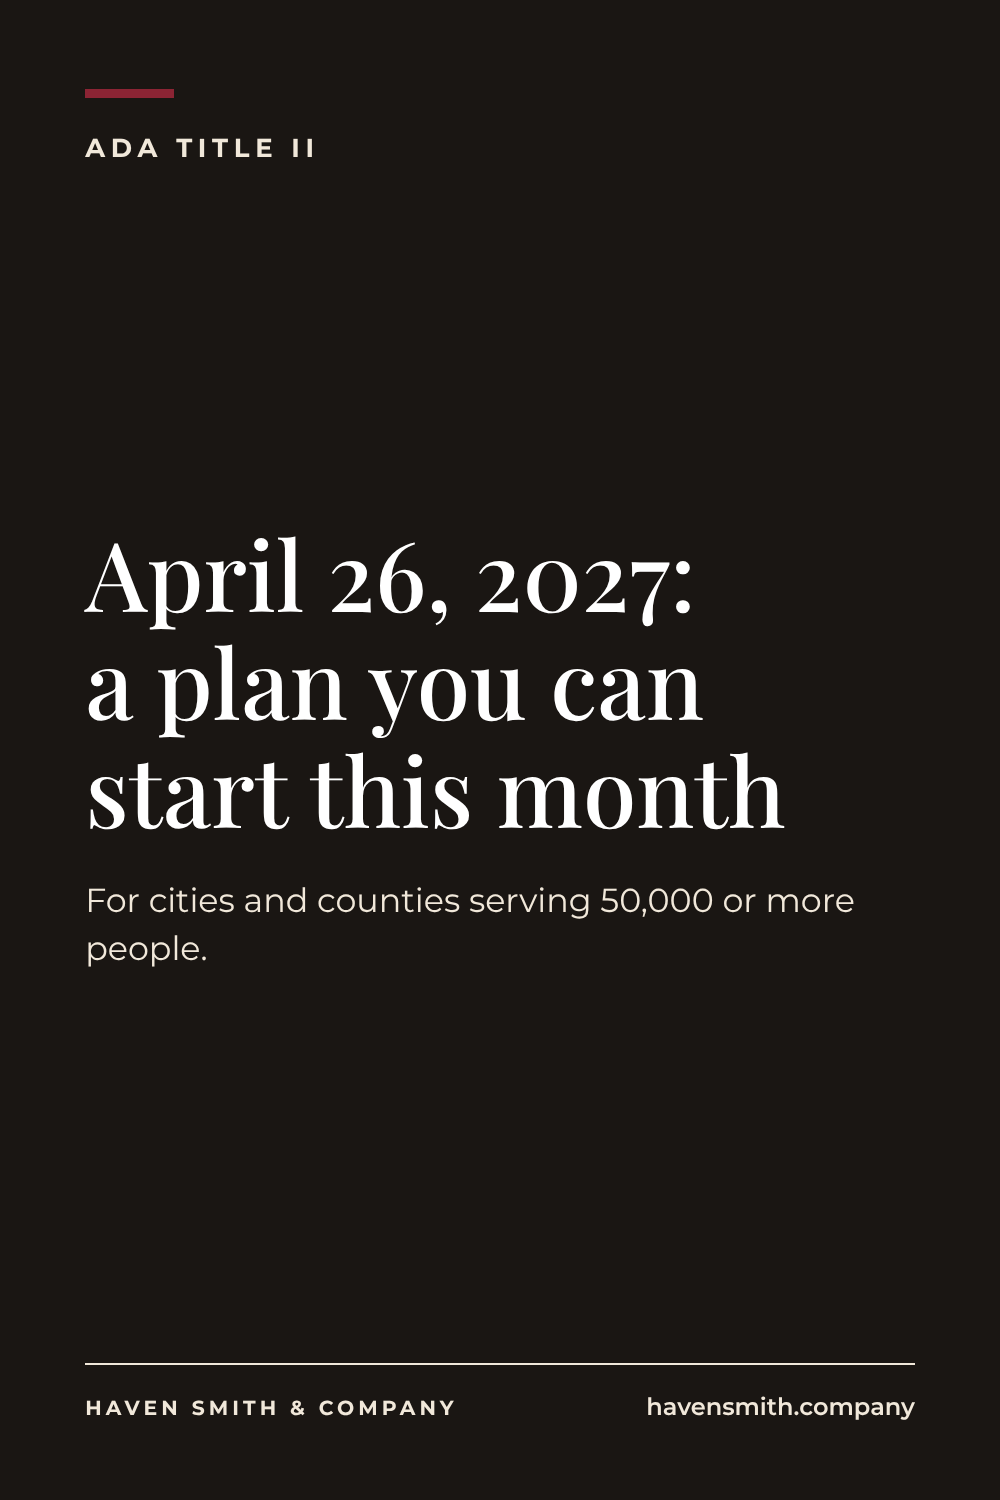 ADA TITLE II
April 26, 2027:
a plan you can
start this month
For cities and counties serving 50,000 or more
people.
HAVEN SMITH & COMPANY
havensmith.company